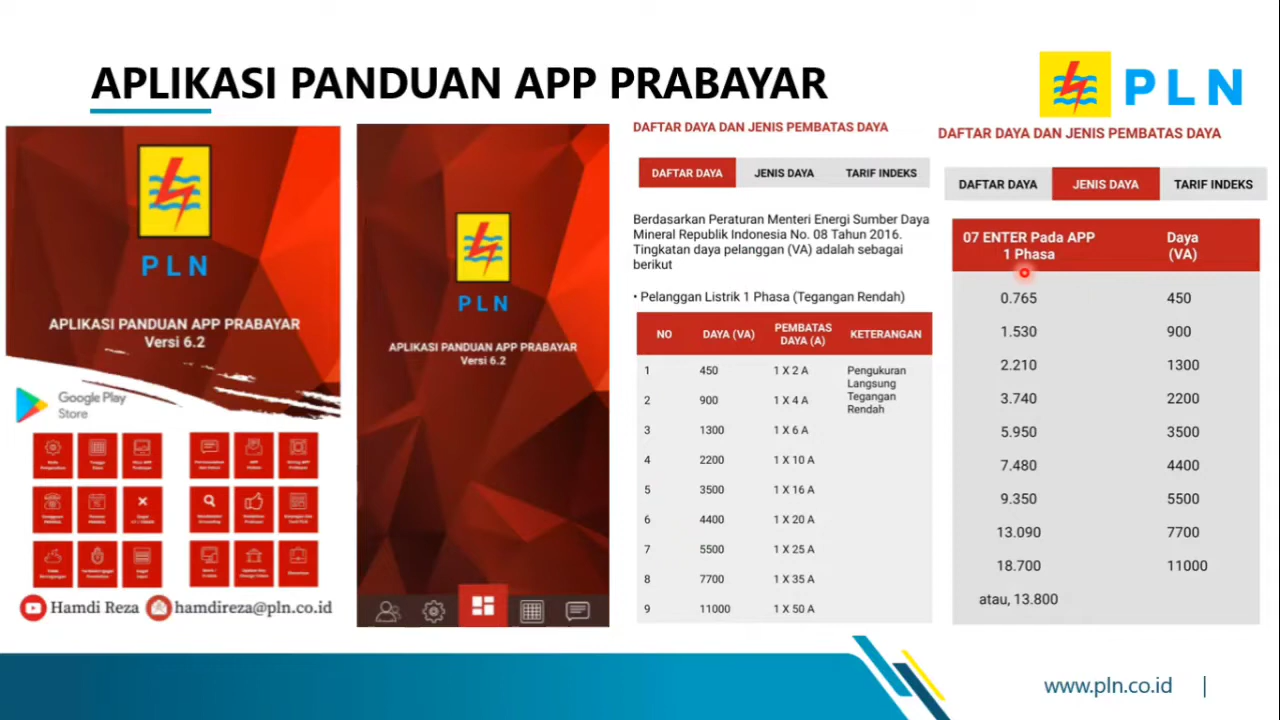 APLIKASI PANDUAN APP PRABAYAR
PLN
PLN
APLIKASI PANDUAN APP PRABAYAR
Versi 6.2
Google Play
Store
Hamdi Reza
hamdireza@pln.co.id
PLN
APLIKASI PANDUAN APP PRABAYAR
Versi 6.2
DAFTAR DAYA DAN JENIS PEMBATAS DAYA
DAFTAR DAYA JENIS DAYA TARIF INDEKS
Berdasarkan Peraturan Menteri Energi Sumber Daya
Mineral Republik Indonesia No. 08 Tahun 2016.
Tingkatan daya pelanggan (VA) adalah sebagai
berikut
• Pelanggan Listrik 1 Phasa (Tegangan Rendah)
NO DAYA (VA) PEMBATAS DAYA (A) KETERANGAN
1 450 1 X 2 A Pengukuran
Langsung
Tegangan
Rendah
2 900 1 X 4 A
3 1300 1 X 6 A
4 2200 1 X 10 A
5 3500 1 X 16 A
6 4400 1 X 20 A
7 5500 1 X 25 A
8 7700 1 X 35 A
9 11000 1 X 50 A
DAFTAR DAYA DAN JENIS PEMBATAS DAYA
DAFTAR DAYA JENIS DAYA TARIF INDEKS
07 ENTER Pada APP Daya
1 Phasa (VA)
0.765 450
1.530 900
2.210 1300
3.740 2200
5.950 3500
7.480 4400
9.350 5500
13.090 7700
18.700 11000
atau, 13.800
www.pln.co.id |